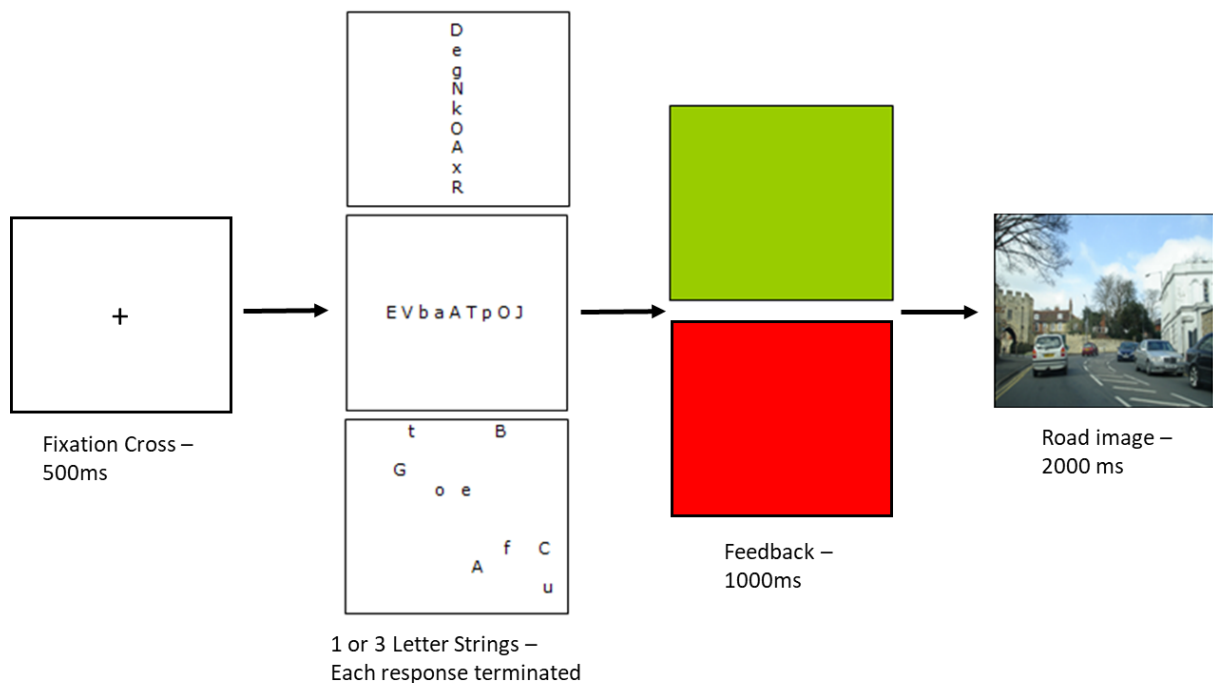 D
e
g
N
k
O
A
x
R
+
E V b a A T p O J
t B
G
o e
f C
A
u
Fixation Cross –
500ms
1 or 3 Letter Strings –
Each response terminated
Feedback –
1000ms
Road image –
2000 ms